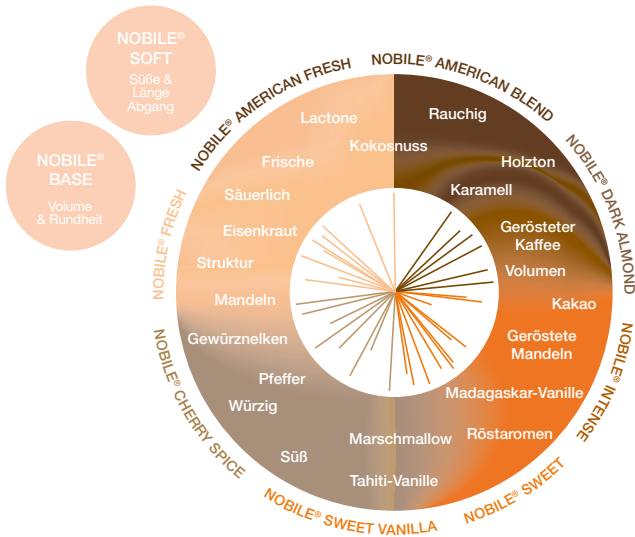 NOBILE®
SOFT
Süße &
Länge
Abgang
NOBILE®
BASE
Volume
& Rundheit
NOBILE® AMERICAN FRESH
NOBILE® AMERICAN BLEND
NOBILE® DARK ALMOND
NOBILE® INTENSE
NOBILE® SWEET
NOBILE® SWEET VANILLA
NOBILE® CHERRY SPICE
NOBILE® FRESH
Lactone
Rauchig
Kokosnuss
Frische
Holzton
Karamell
Säuerlich
Eisenkraut
Gerösteter
Kaffee
Struktur
Volumen
Mandeln
Kakao
Gewürznelken
Geröstete
Mandeln
Pfeffer
Madagaskar-Vanille
Würzig
Röstaromen
Marschmallow
Süß
Tahiti-Vanille